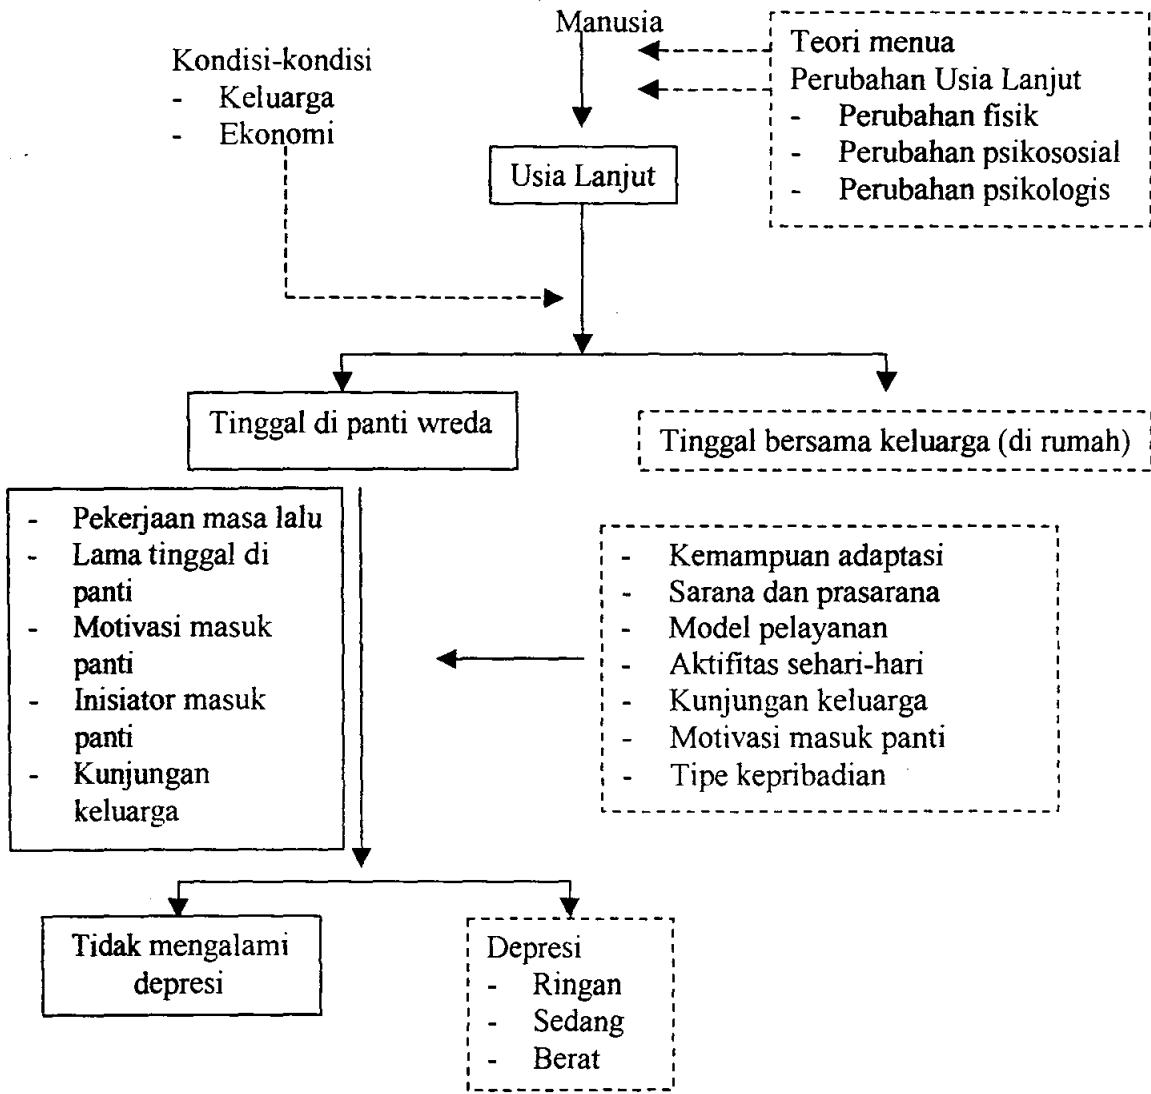 Manusia
Kondisi-kondisi
- Keluarga
- Ekonomi
Teori menua
Perubahan Usia Lanjut
- Perubahan fisik
- Perubahan psikososial
- Perubahan psikologis
Usia Lanjut
Tinggal di panti wreda
Tinggal bersama keluarga (di rumah)
- Pekerjaan masa lalu
- Lama tinggal di
panti
- Motivasi masuk
panti
- Inisiator masuk
panti
- Kunjungan
keluarga
- Kemampuan adaptasi
- Sarana dan prasarana
- Model pelayanan
- Aktifitas sehari-hari
- Kunjungan keluarga
- Motivasi masuk panti
- Tipe kepribadian
Tidak mengalami
depresi
Depresi
- Ringan
- Sedang
- Berat